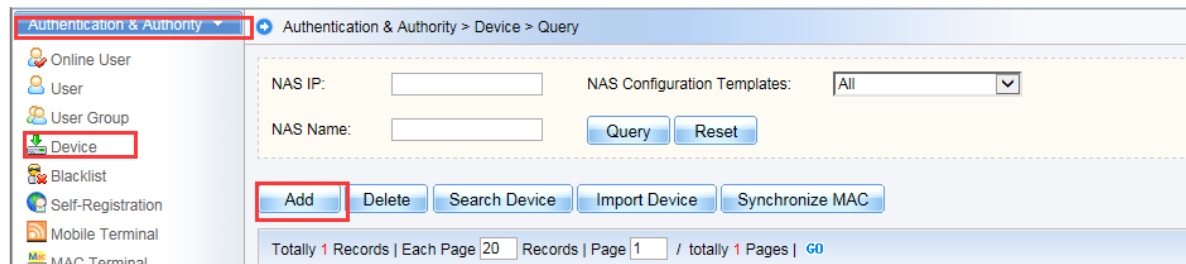 Authentication & Authority
Authentication & Authority > Device > Query
Online User
User
User Group
Device
Blacklist
Self-Registration
Mobile Terminal
MAC Terminal
NAS IP:
NAS Configuration Templates: All
NAS Name:
Query Reset
Add Delete Search Device Import Device Synchronize MAC
Totally 1 Records | Each Page 20 Records | Page 1 / totally 1 Pages | GO